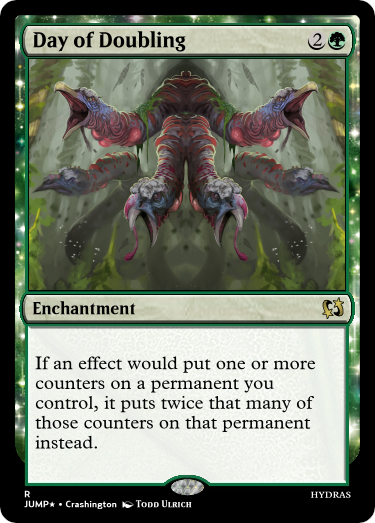 Day of Doubling 2
Enchantment
If an effect would put one or more
counters on a permanent you
control, it puts twice that many of
those counters on that permanent
instead.
R
HYDRAS
JUMP★ • Crashington Todd Ulrich